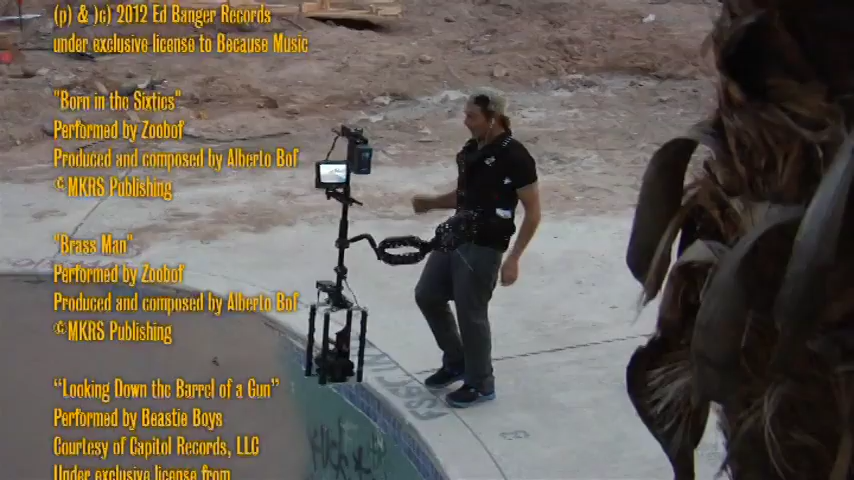 (p) & )c) 2012 Ed Banger Records
under exclusive license to Because Music
"Born in the Sixties"
Performed by Zoobof
Produced and composed by Alberto Bof
© MKRS Publishing
"Brass Man"
Performed by Zoobof
Produced and composed by Alberto Bof
©MKRS Publishing
“Looking Down the Barrel of a Gun”
Performed by Beastie Boys
Courtesy of Capitol Records, LLC
Under exclusive license from